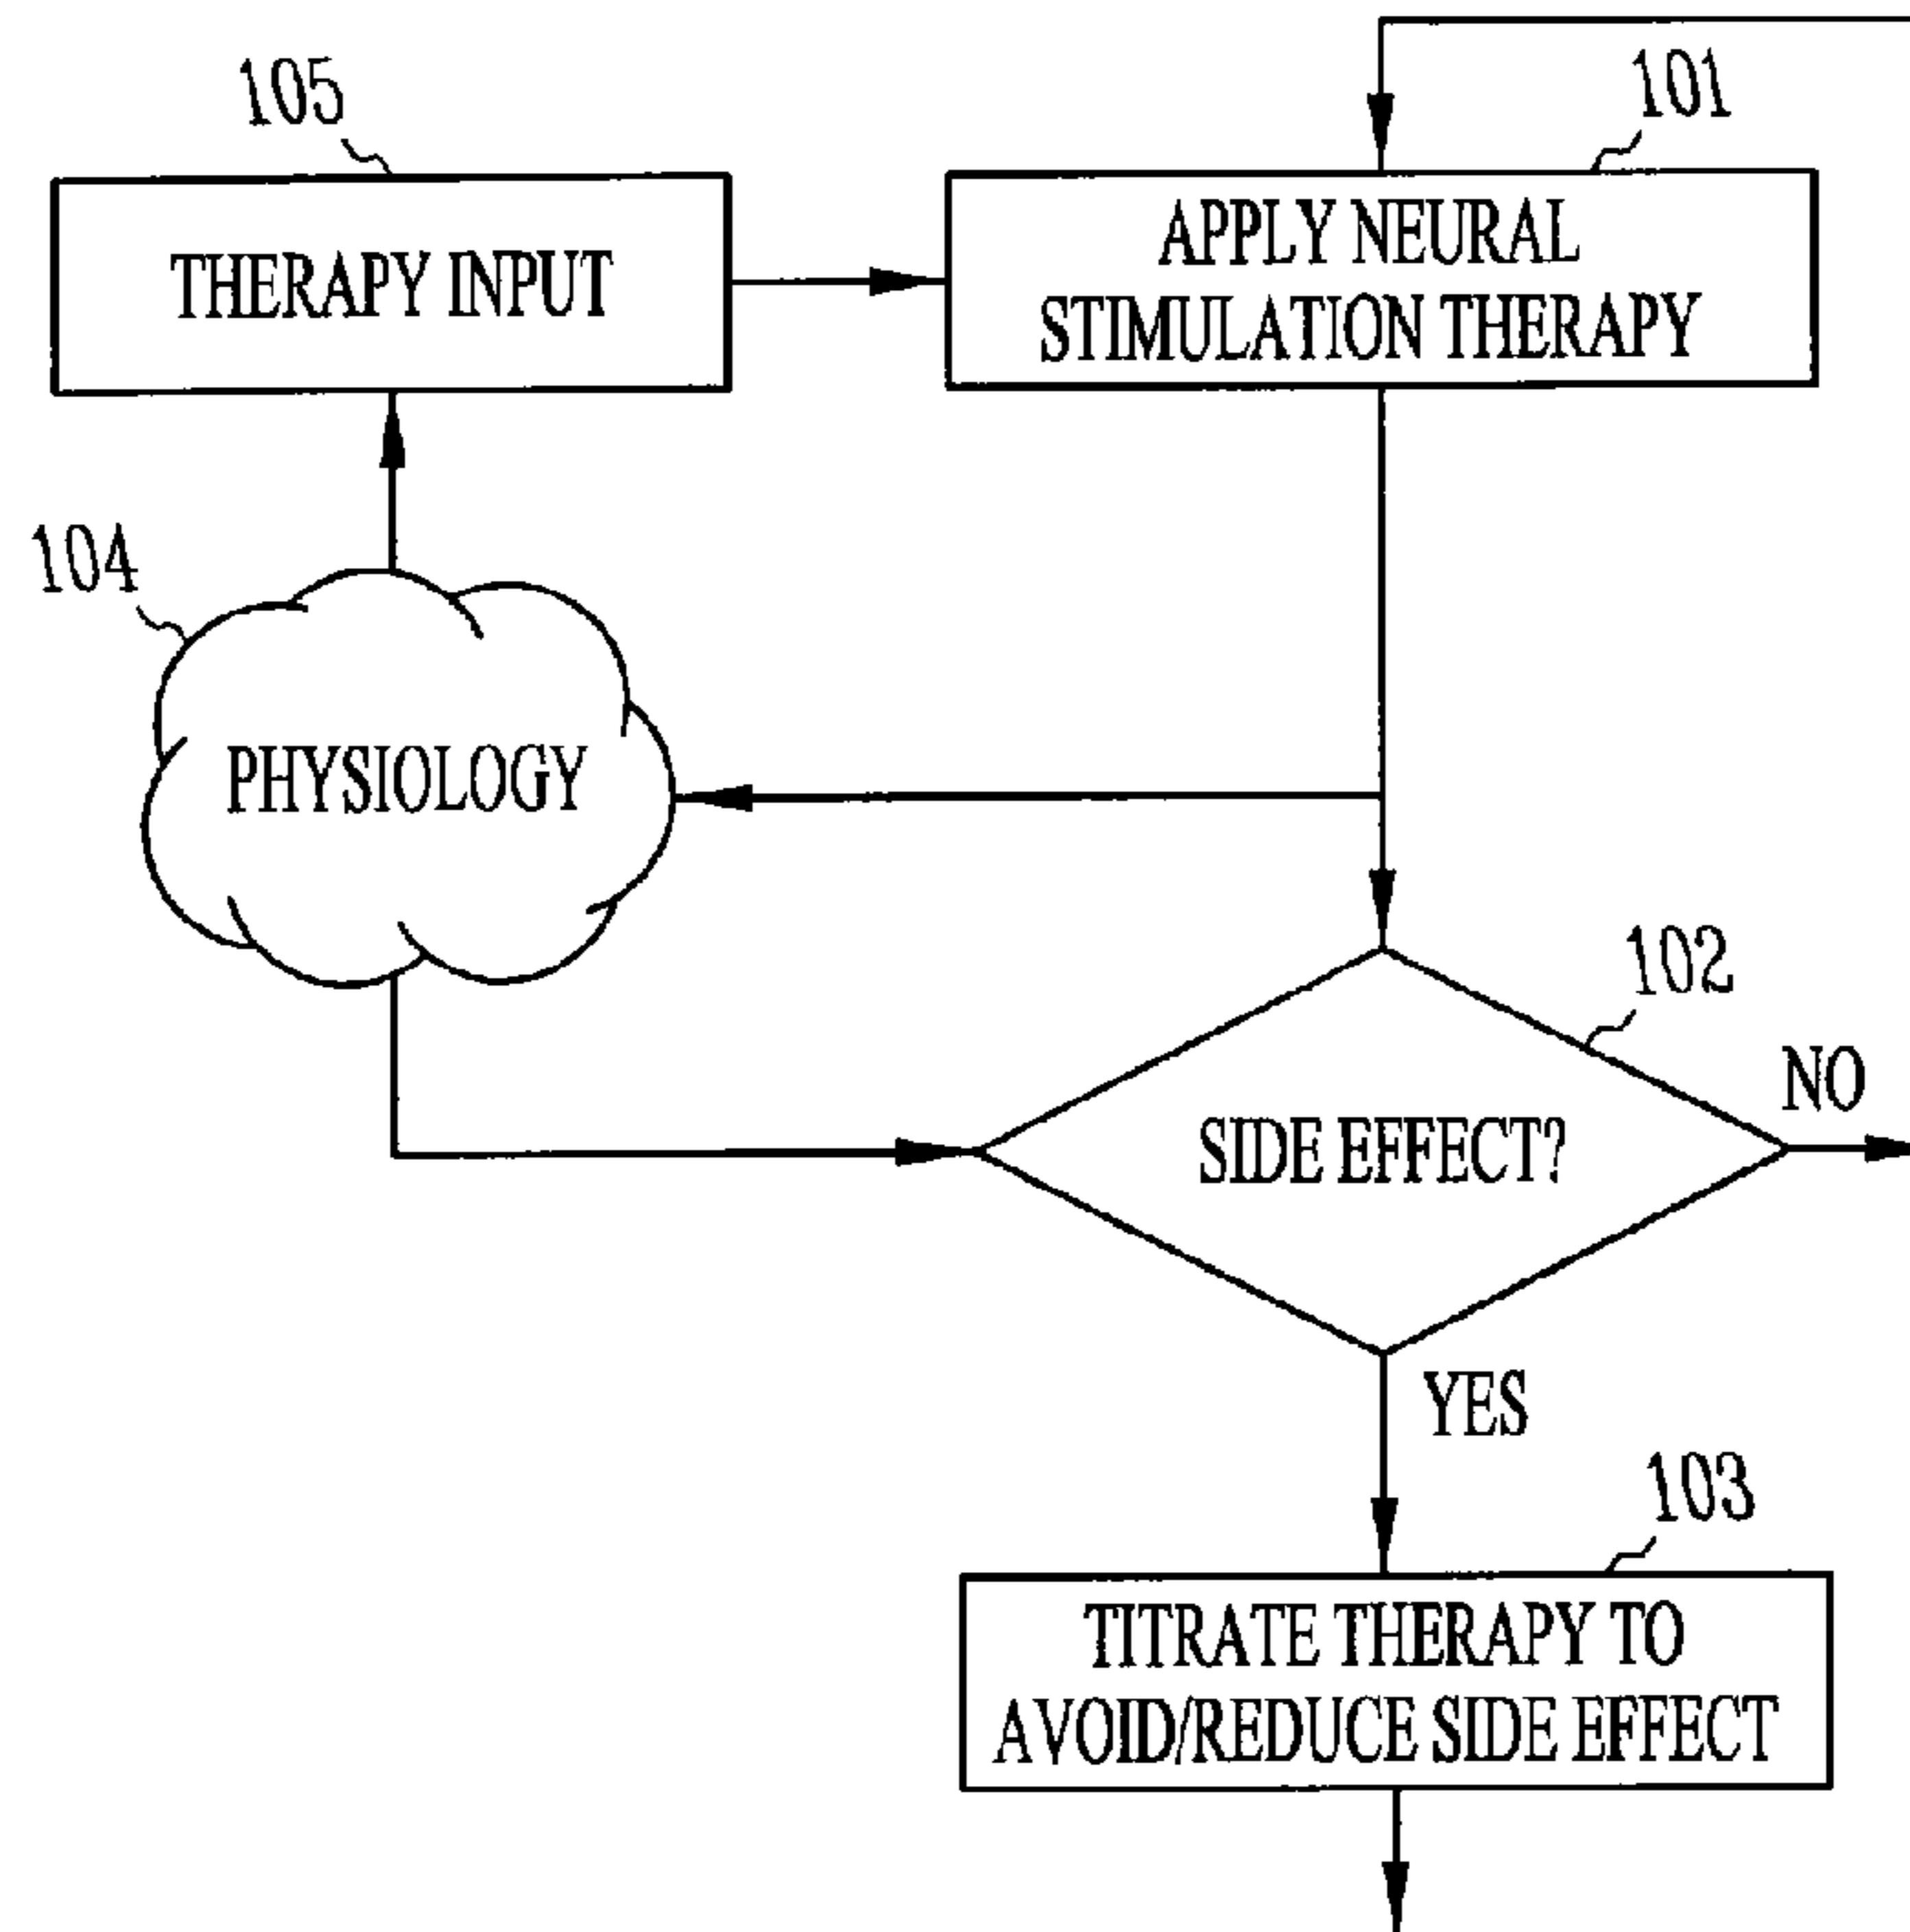 105
101
THERAPY INPUT
APPLY NEURAL
STIMULATION THERAPY
104
PHYSIOLOGY
102
NO
SIDE EFFECT?
YES
103
TITRATE THERAPY TO
AVOID/REDUCE SIDE EFFECT